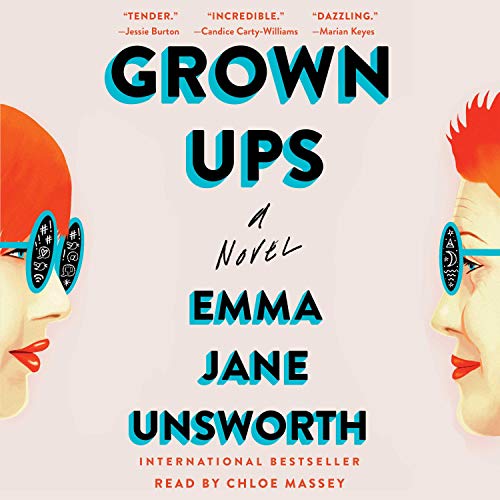 “TENDER.” “INCREDIBLE.” “DAZZLING.”
—Jessie Burton —Candice Carty-Williams —Marian Keyes
GROWN
UPS
a
Novel
EMMA
JANE
UNSWORTH
INTERNATIONAL BESTSELLER
READ BY CHLOE MASSEY